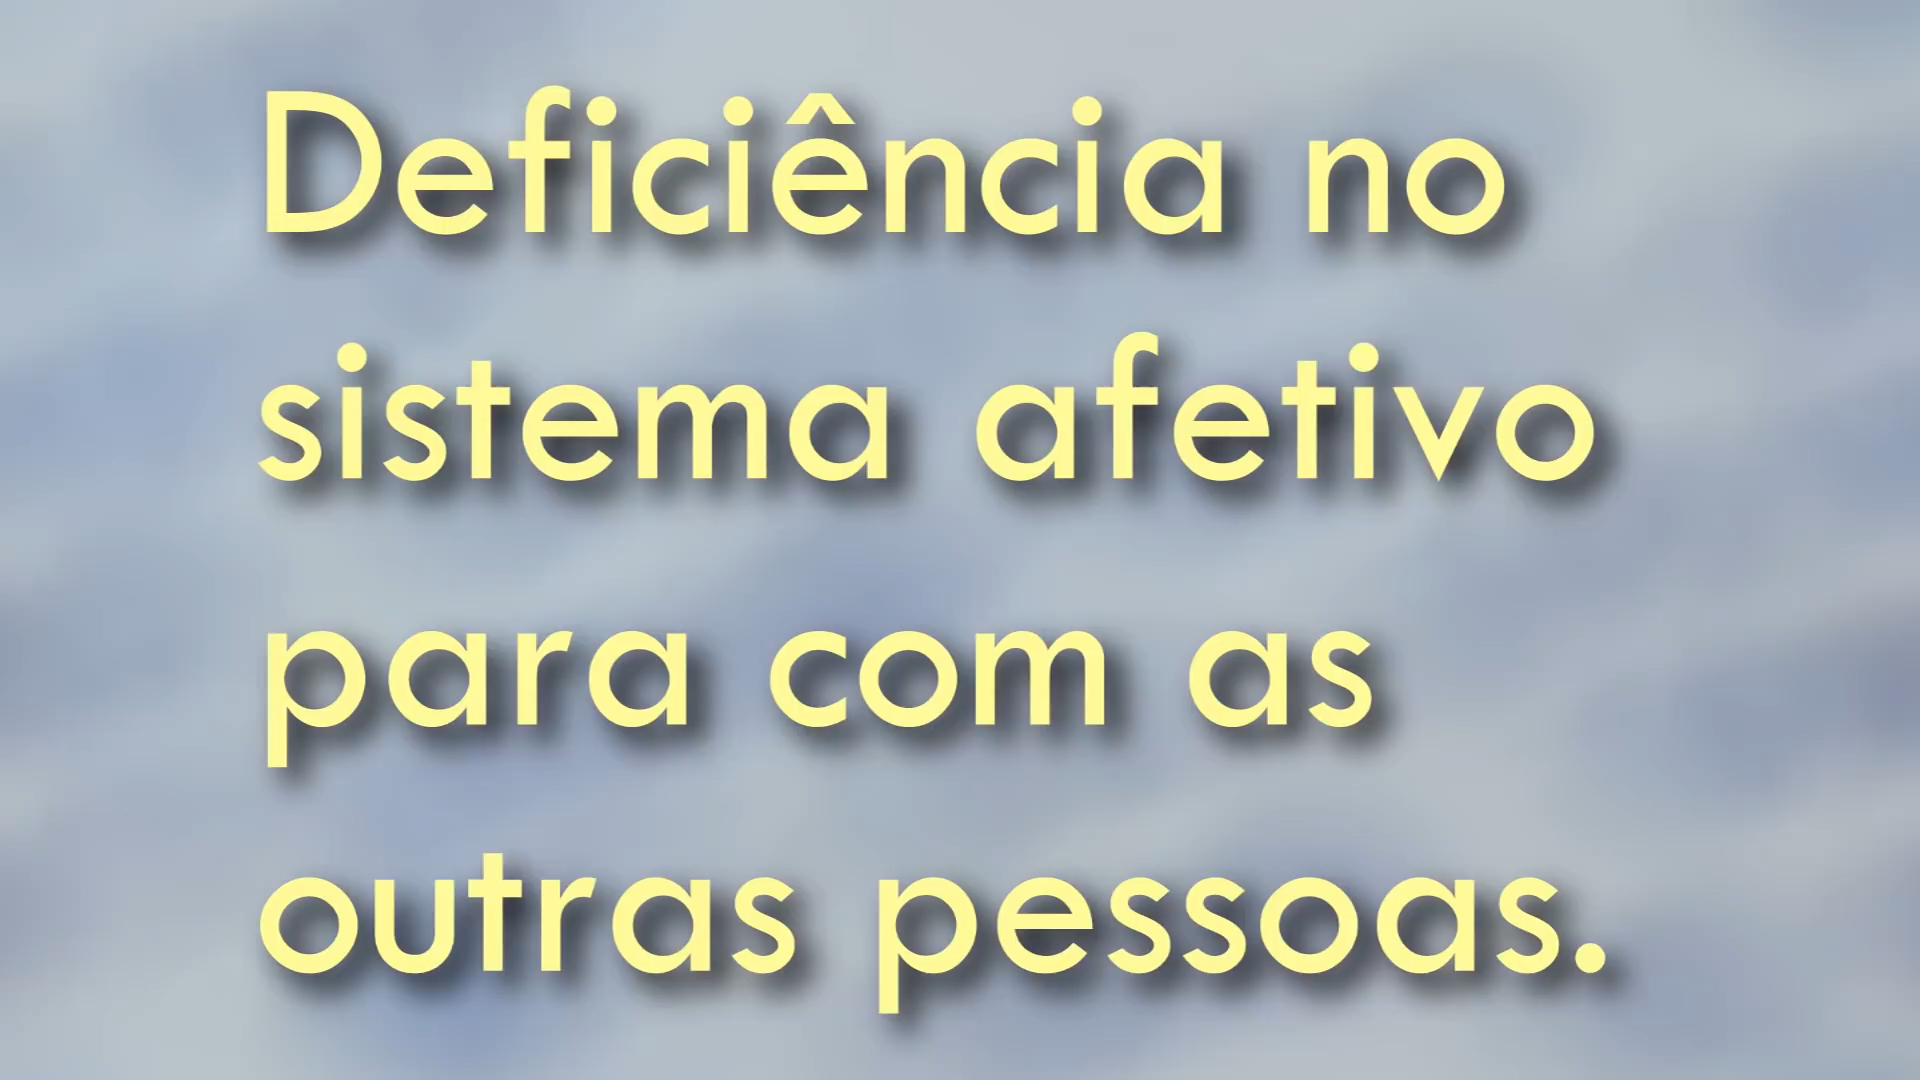 Deficiência no
sistema afetivo
para com as
outras pessoas.